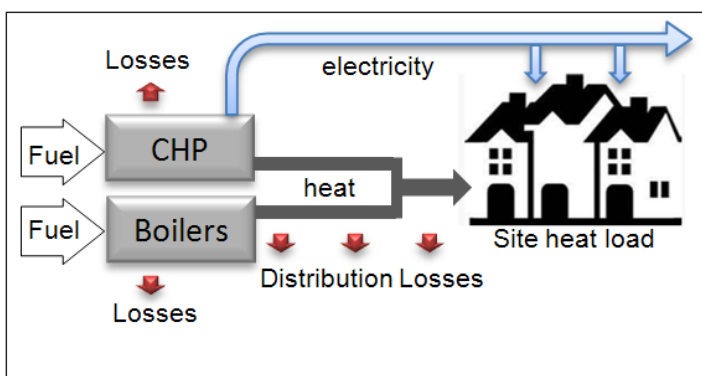 Losses
electricity
Fuel
CHP
heat
Fuel
Boilers
Site heat load
Distribution Losses
Losses